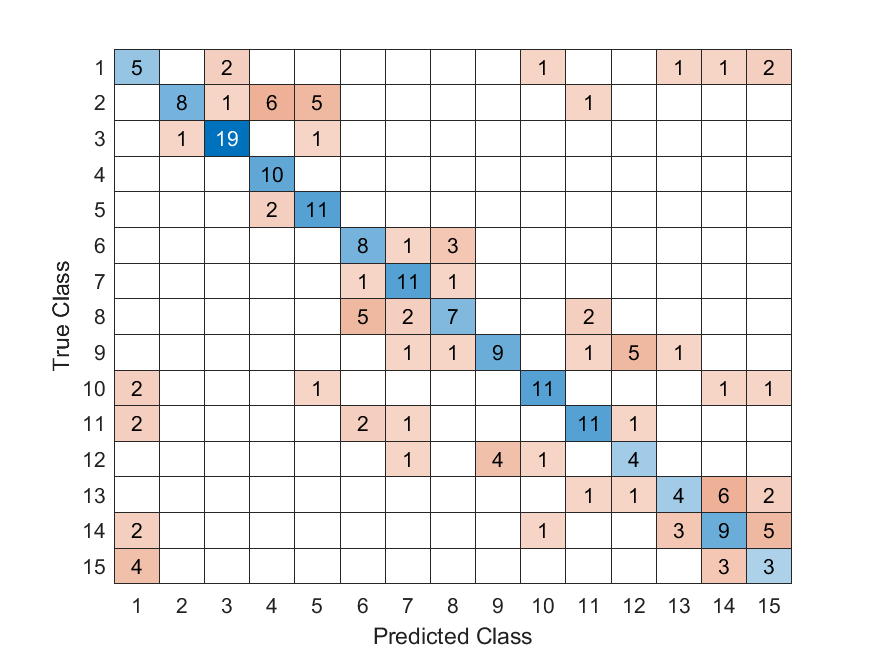 1 5 2 1 1 1 2
2 8 1 6 5 1
3 1 19 1
4 10
5 2 11
6 8 1 3
7 1 11 1
8 5 2 7 2
9 1 1 9 1 5 1
10 2 1 11 1 1
11 2 2 1 11 1
12 1 4 1 4
13 1 1 4 6 2
14 2 1 3 9 5
15 4 3 3
True Class
1 2 3 4 5 6 7 8 9 10 11 12 13 14 15
Predicted Class